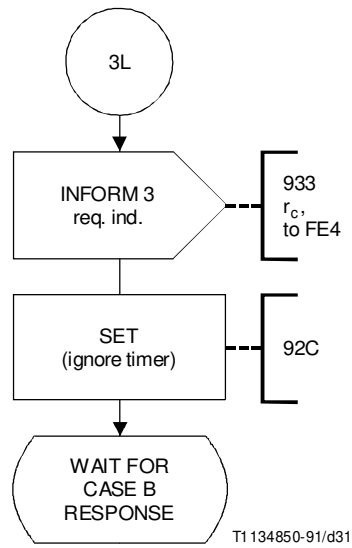 3L
INFORM 3
req. ind.
933
r_c,
to FE4
SET
(ignore timer)
92C
WAIT FOR
CASE B
RESPONSE
T1134850-91/d31